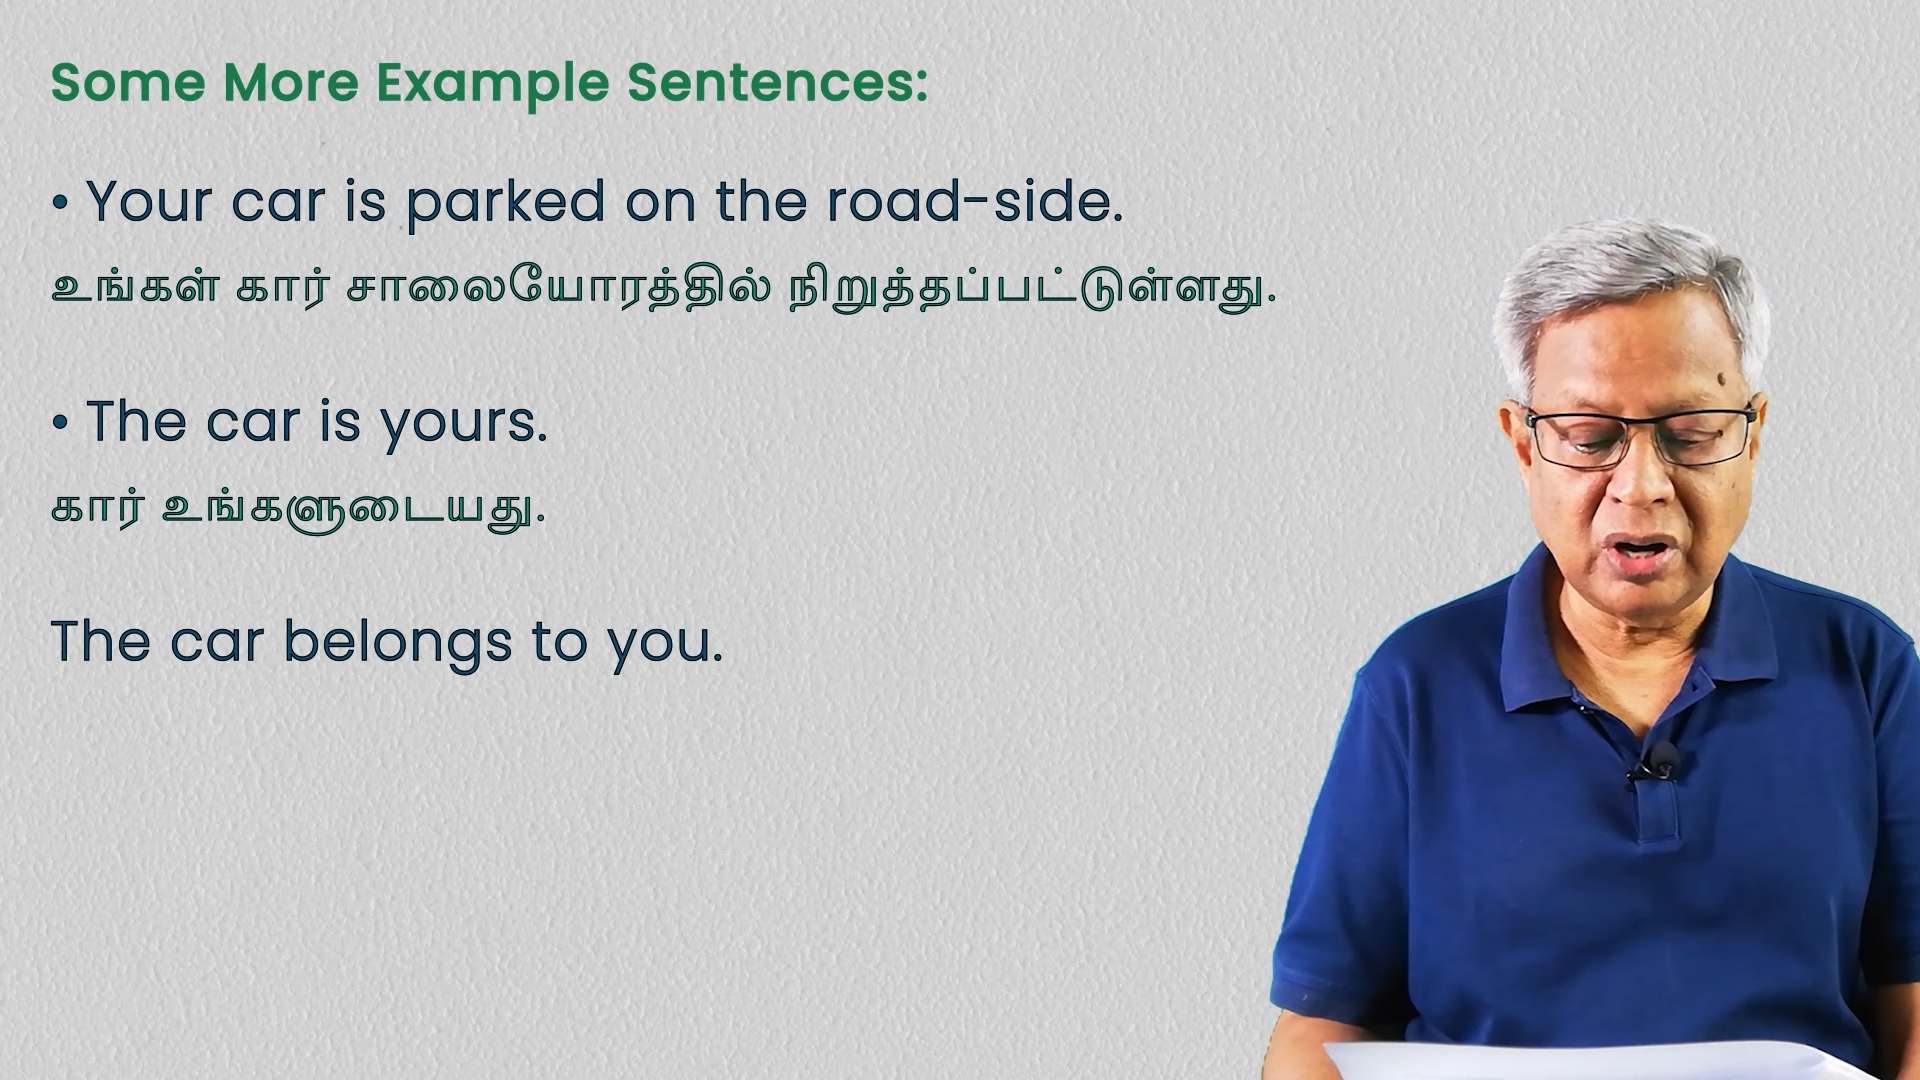 Some More Example Sentences:
• Your car is parked on the road-side.
உங்கள் கார் சாலையோரத்தில் நிறுத்தப்பட்டுள்ளது.
• The car is yours.
கார் உங்களுடையது.
The car belongs to you.